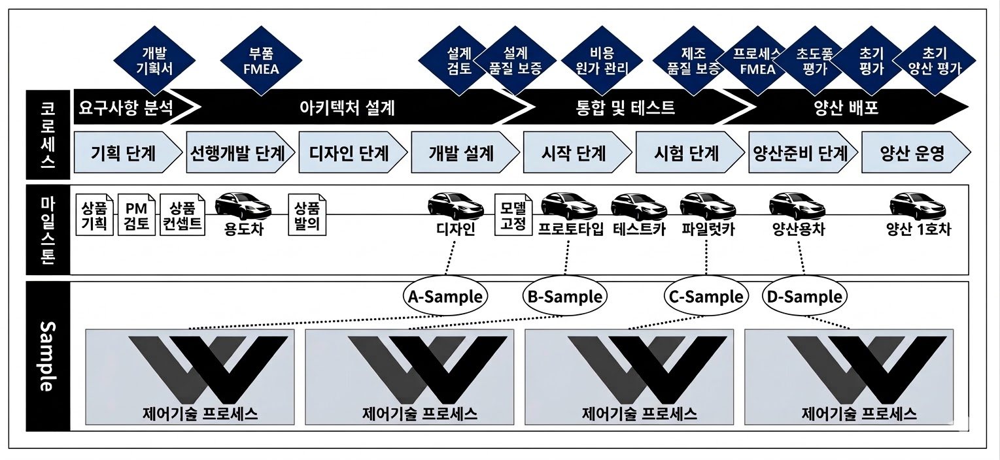 개발
기획서
부품
FMEA
설계
검토
설계
품질 보증
비용
원가 관리
제조
품질 보증
프로세스
FMEA
초도품
평가
초기
평가
초기
양산 평가
코로세스
요구사항 분석
아키텍처 설계
통합 및 테스트
양산 배포
기획 단계
선행개발 단계
디자인 단계
개발 설계
시작 단계
시험 단계
양산준비 단계
양산 운영
마일스톤
상품
기획
PM
검토
상품
컨셉트
용도차
상품
발의
디자인
모델
고정
프로토타입
테스트카
파일럿카
양산용차
양산 1호차
Sample
A-Sample
B-Sample
C-Sample
D-Sample
제어기술 프로세스
제어기술 프로세스
제어기술 프로세스
제어기술 프로세스